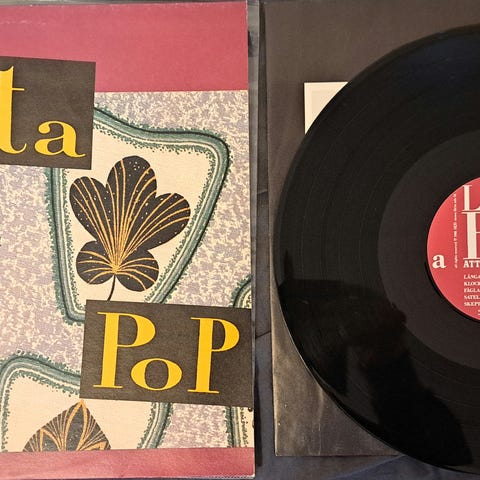 ta
PoP
L
a
ATT
LÅNGA
KLOCK
FÅGLA
SATEL
SKEPP